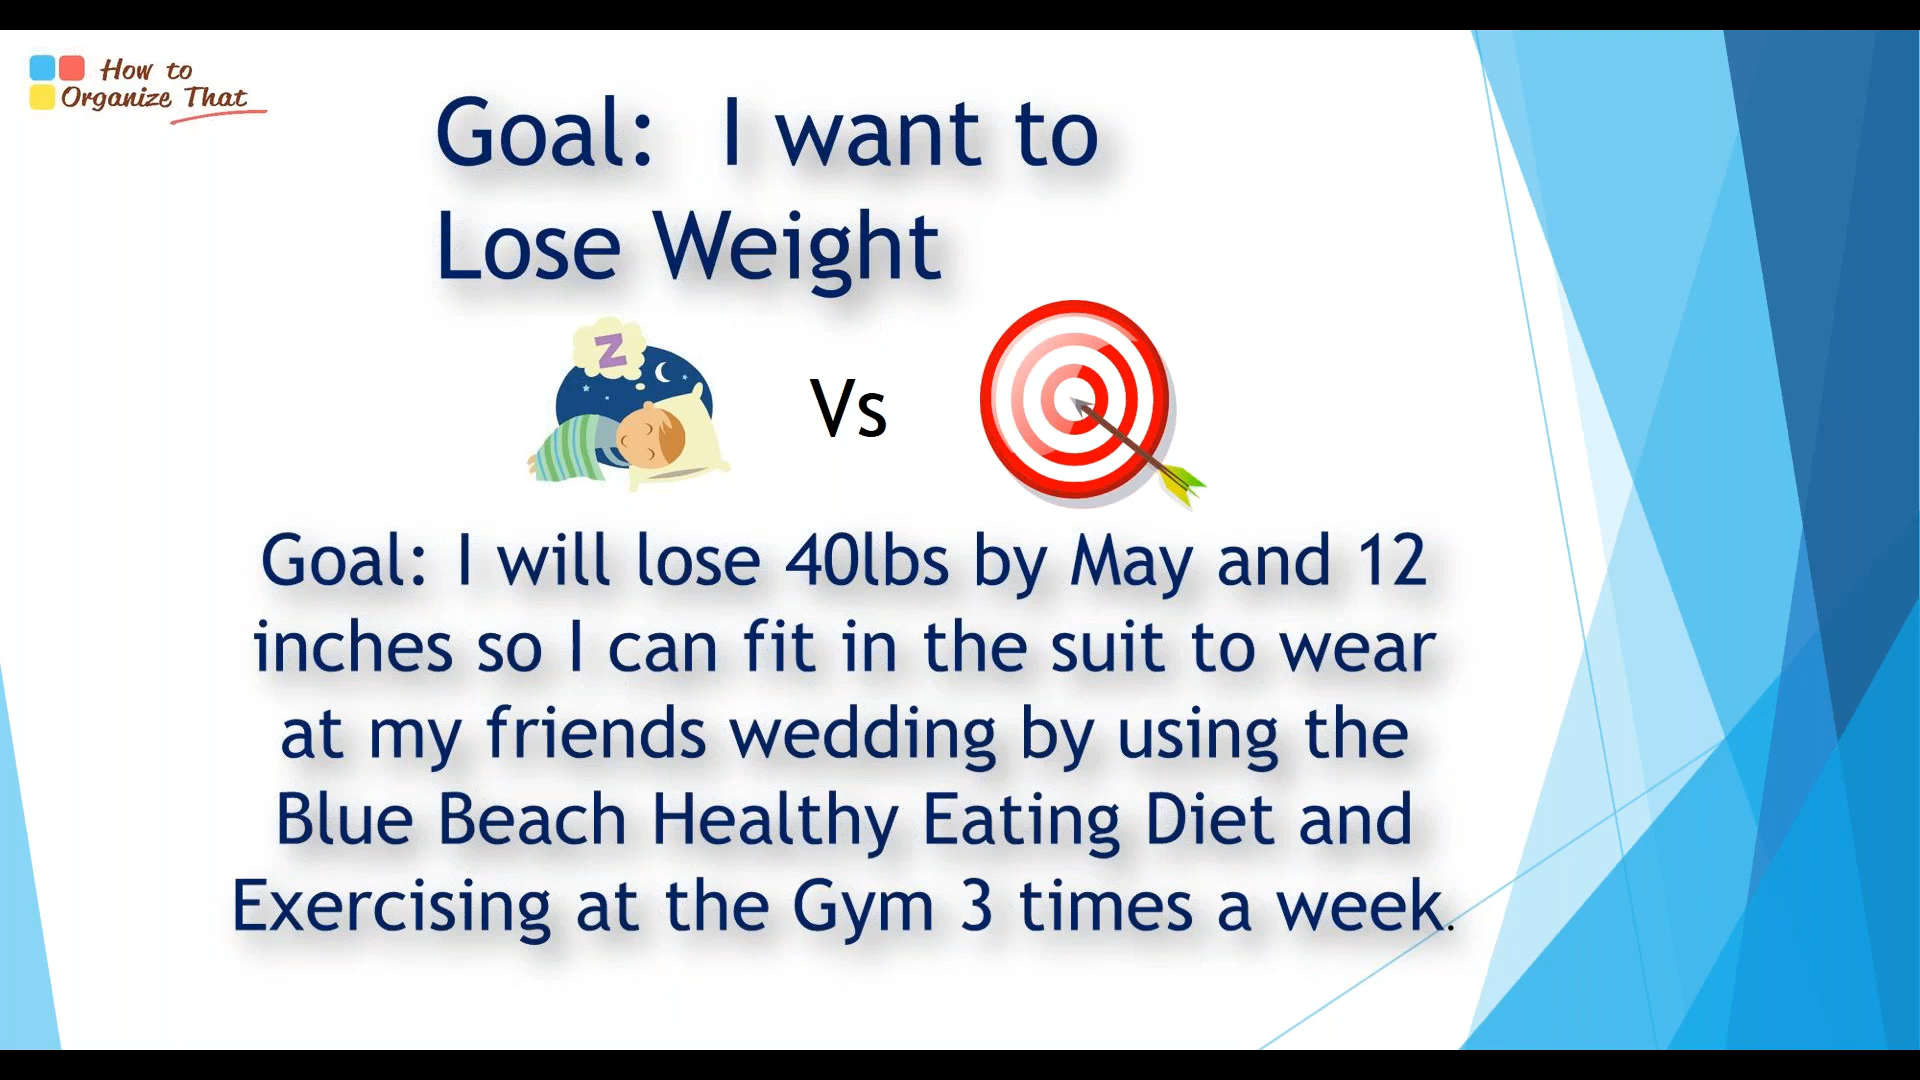 How to
Organize That
Goal:  I want to
Lose Weight
Z
Vs
Goal: I will lose 40lbs by May and 12
inches so I can fit in the suit to wear
at my friends wedding by using the
Blue Beach Healthy Eating Diet and
Exercising at the Gym 3 times a week.